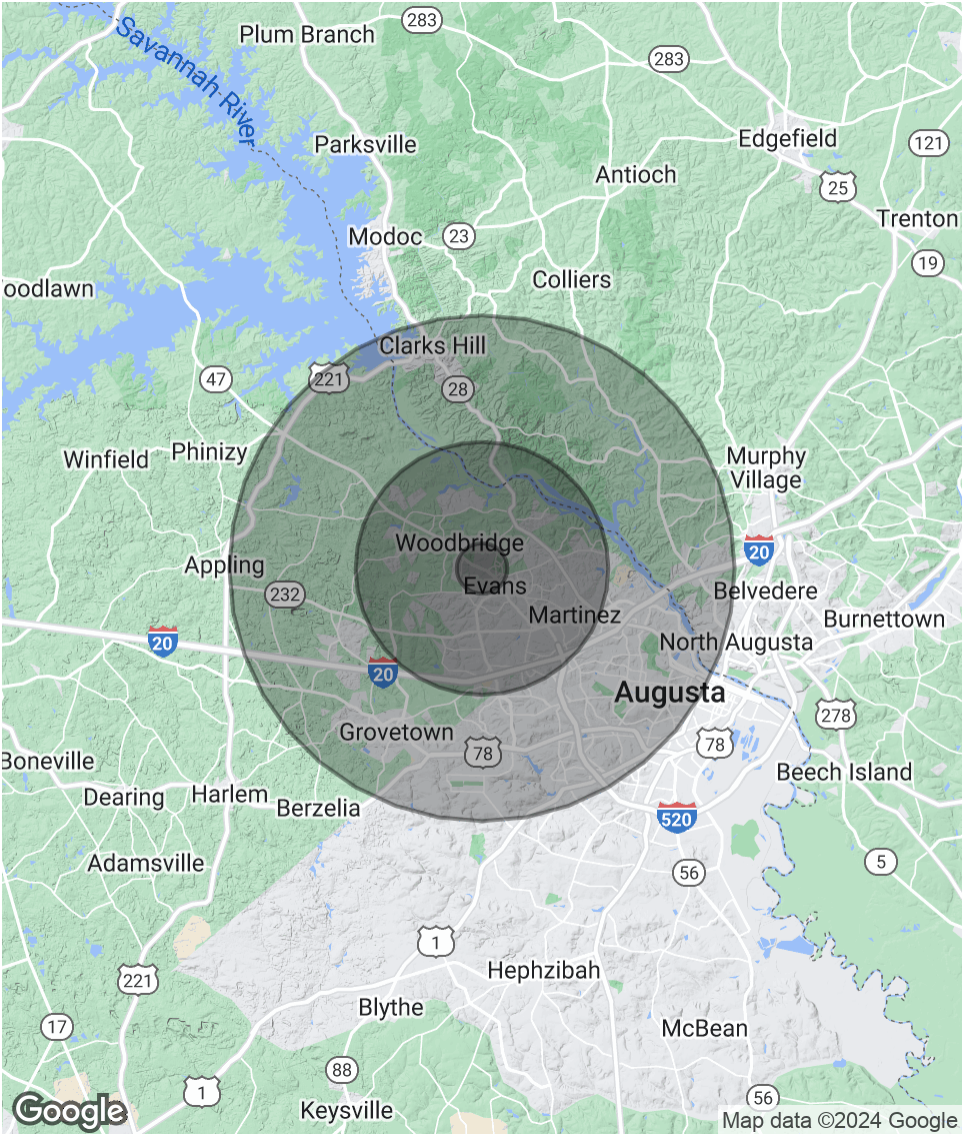 283
Plum Branch
Savannah River
283
Parksville
Edgefield
121
Antioch
25
Trenton
Modoc
23
19
Colliers
oodlawn
Clarks Hill
47
221
28
Phinizy
Winfield
Murphy
Village
Woodbridge
20
Appling
Evans
232
Belvedere
Martinez
Burnettown
20
North Augusta
20
Augusta
278
Grovetown
78
78
Boneville
Beech Island
Dearing
Harlem
Berzelia
520
Adamsville
5
56
1
Hephzibah
221
Blythe
17
McBean
88
1
56
Keysville
Google
Map data ©2024 Google